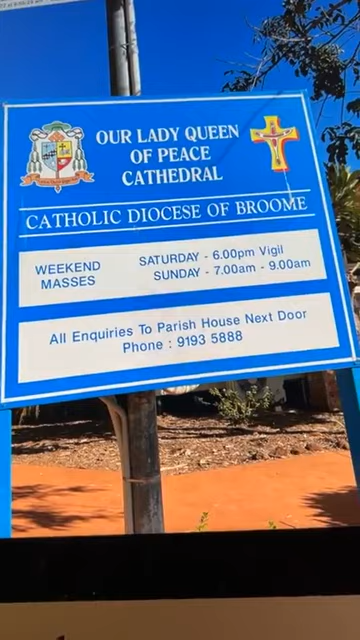 OUR LADY QUEEN
OF PEACE
CATHEDRAL
CATHOLIC DIOCESE OF BROOME
WEEKEND
MASSES
SATURDAY - 6.00pm Vigil
SUNDAY - 7.00am - 9.00am
All Enquiries To Parish House Next Door
Phone : 9193 5888